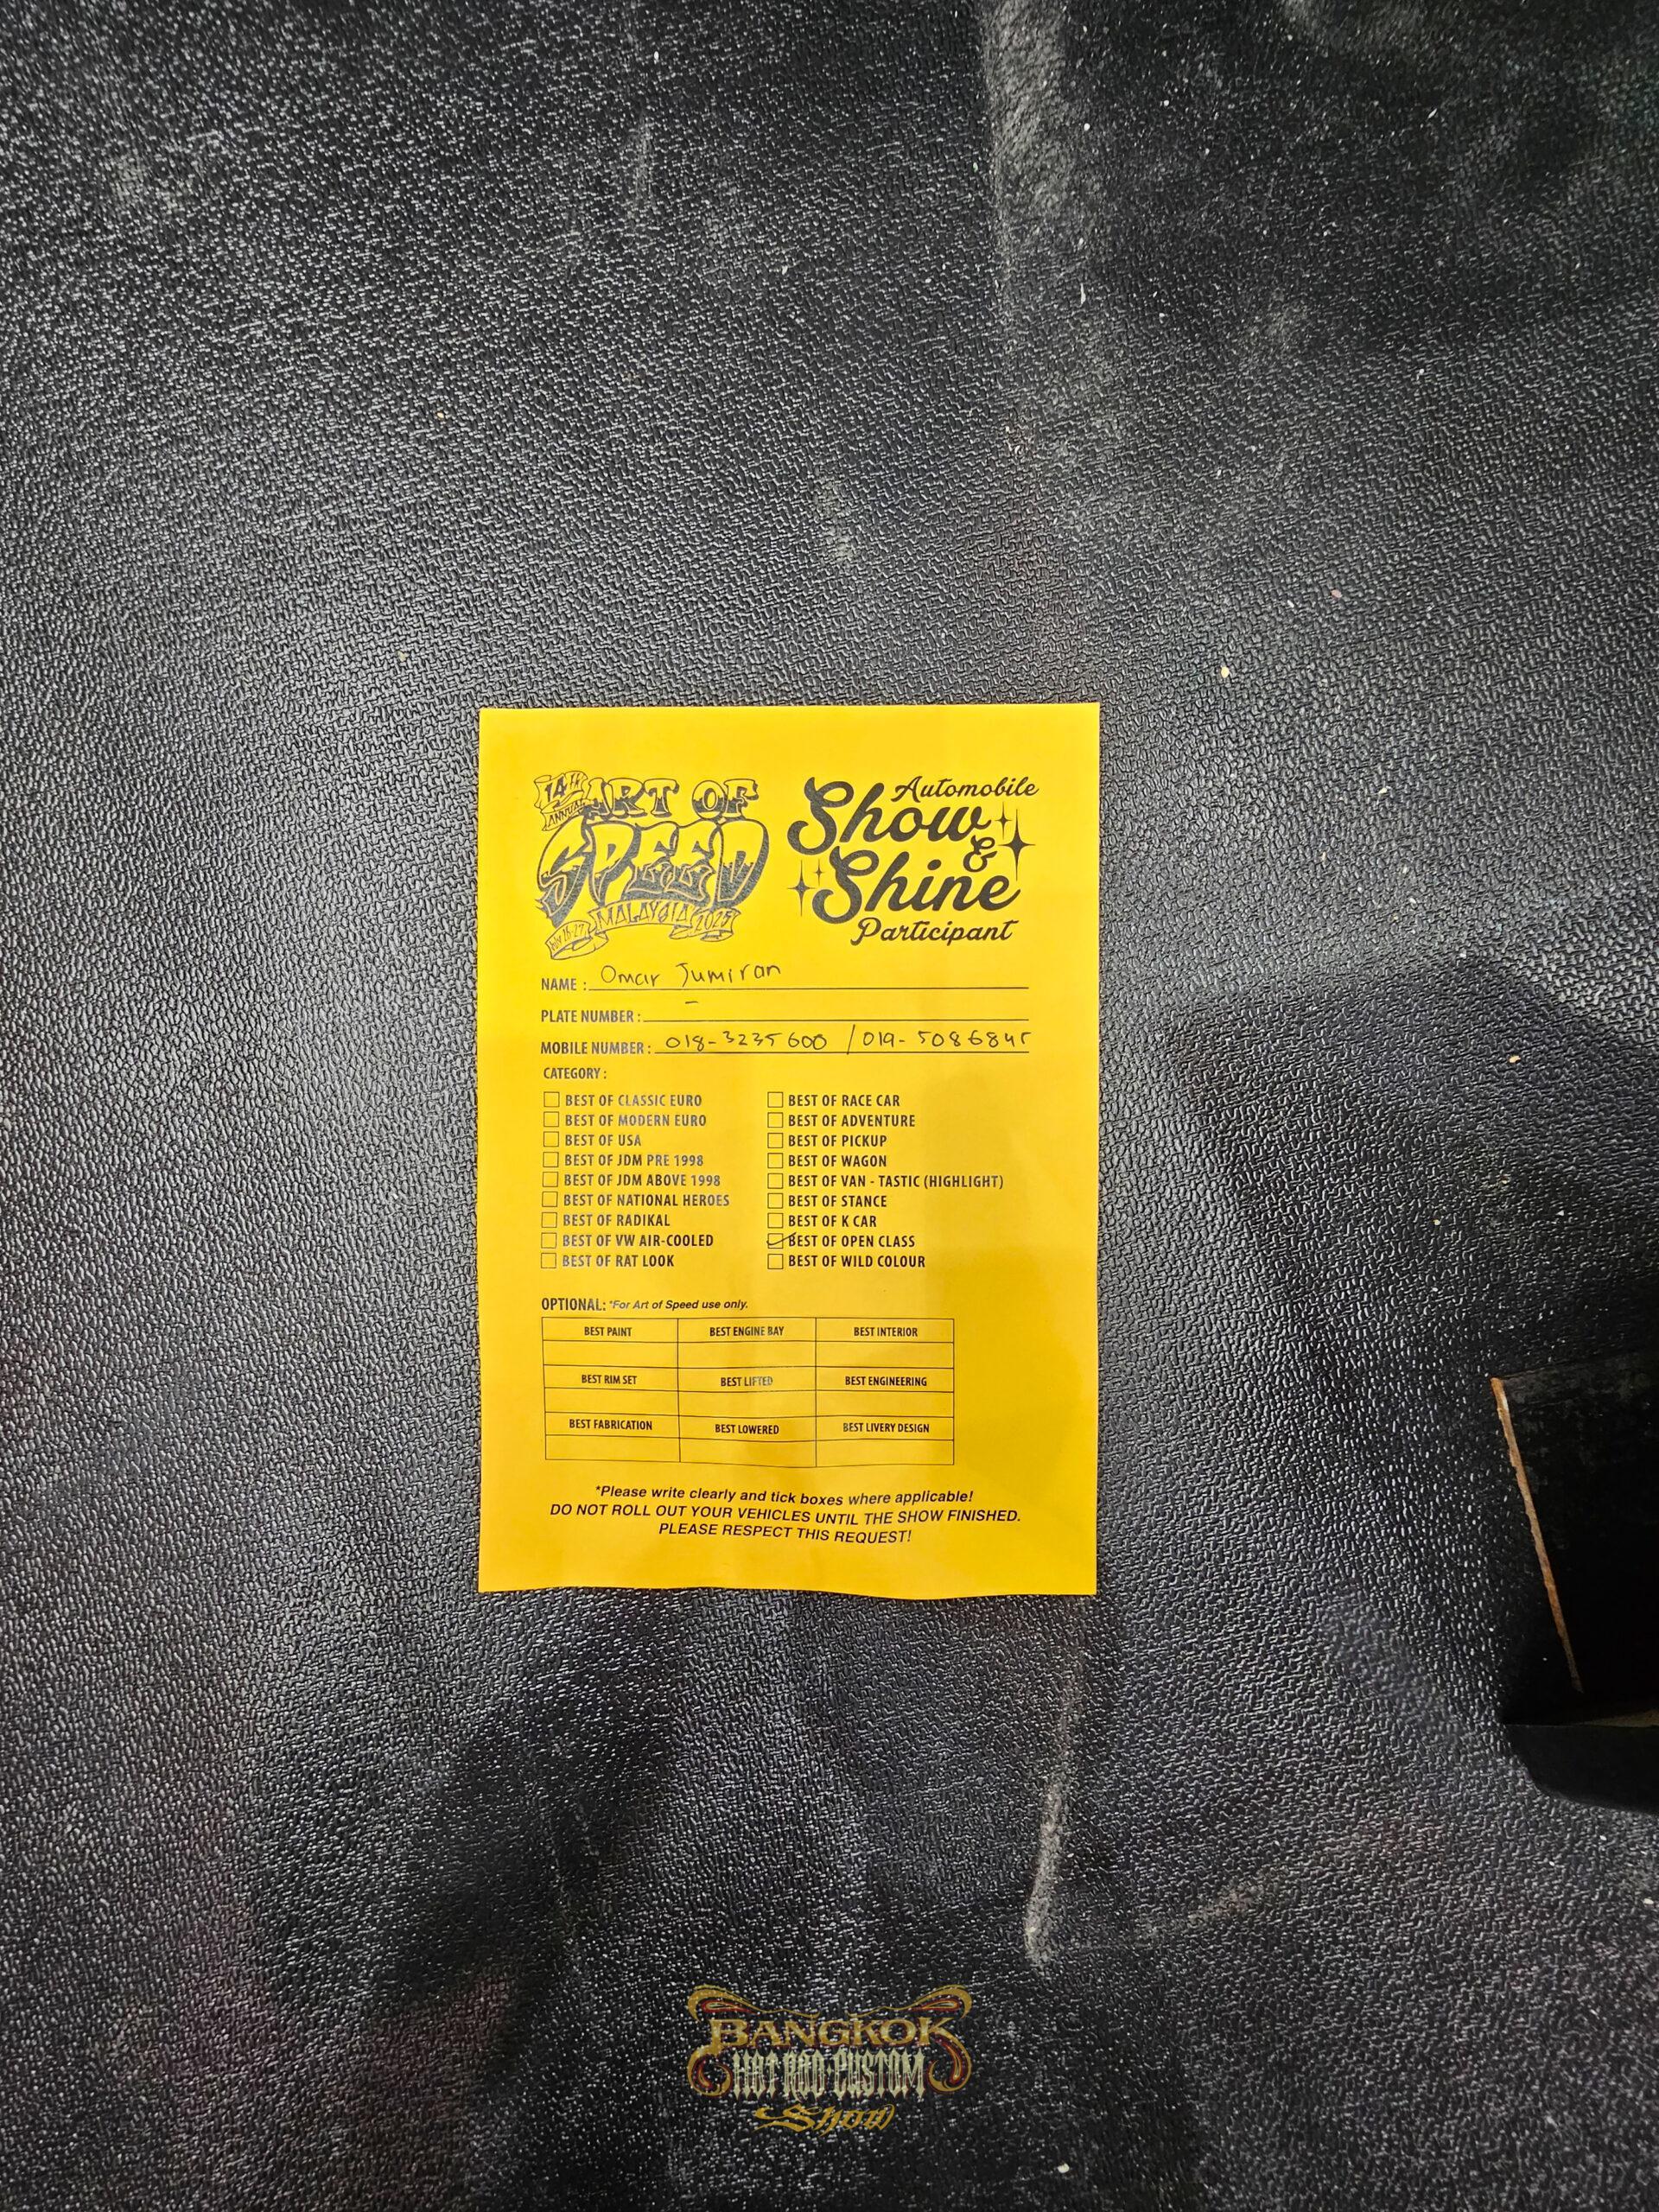 14th ANNUAL
ART OF
SPEED
MALAYSIA 2025
Automobile
Show
&
Shine
Participant
NAME : Omar Jumiran
PLATE NUMBER : -
MOBILE NUMBER : 018-3235600 / 019-5086845
CATEGORY :
BEST OF CLASSIC EURO
BEST OF MODERN EURO
BEST OF USA
BEST OF JDM PRE 1998
BEST OF JDM ABOVE 1998
BEST OF NATIONAL HEROES
BEST OF RADIKAL
BEST OF VW AIR-COOLED
BEST OF RAT LOOK
BEST OF RACE CAR
BEST OF ADVENTURE
BEST OF PICKUP
BEST OF WAGON
BEST OF VAN - TASTIC (HIGHLIGHT)
BEST OF STANCE
BEST OF K CAR
BEST OF OPEN CLASS
BEST OF WILD COLOUR
OPTIONAL: *For Art of Speed use only.
BEST PAINT BEST ENGINE BAY BEST INTERIOR
BEST RIM SET BEST LIFTED BEST ENGINEERING
BEST FABRICATION BEST LOWERED BEST LIVERY DESIGN
*Please write clearly and tick boxes where applicable!
DO NOT ROLL OUT YOUR VEHICLES UNTIL THE SHOW FINISHED.
PLEASE RESPECT THIS REQUEST!
BANGKOK
HOT ROD CUSTOM
Show